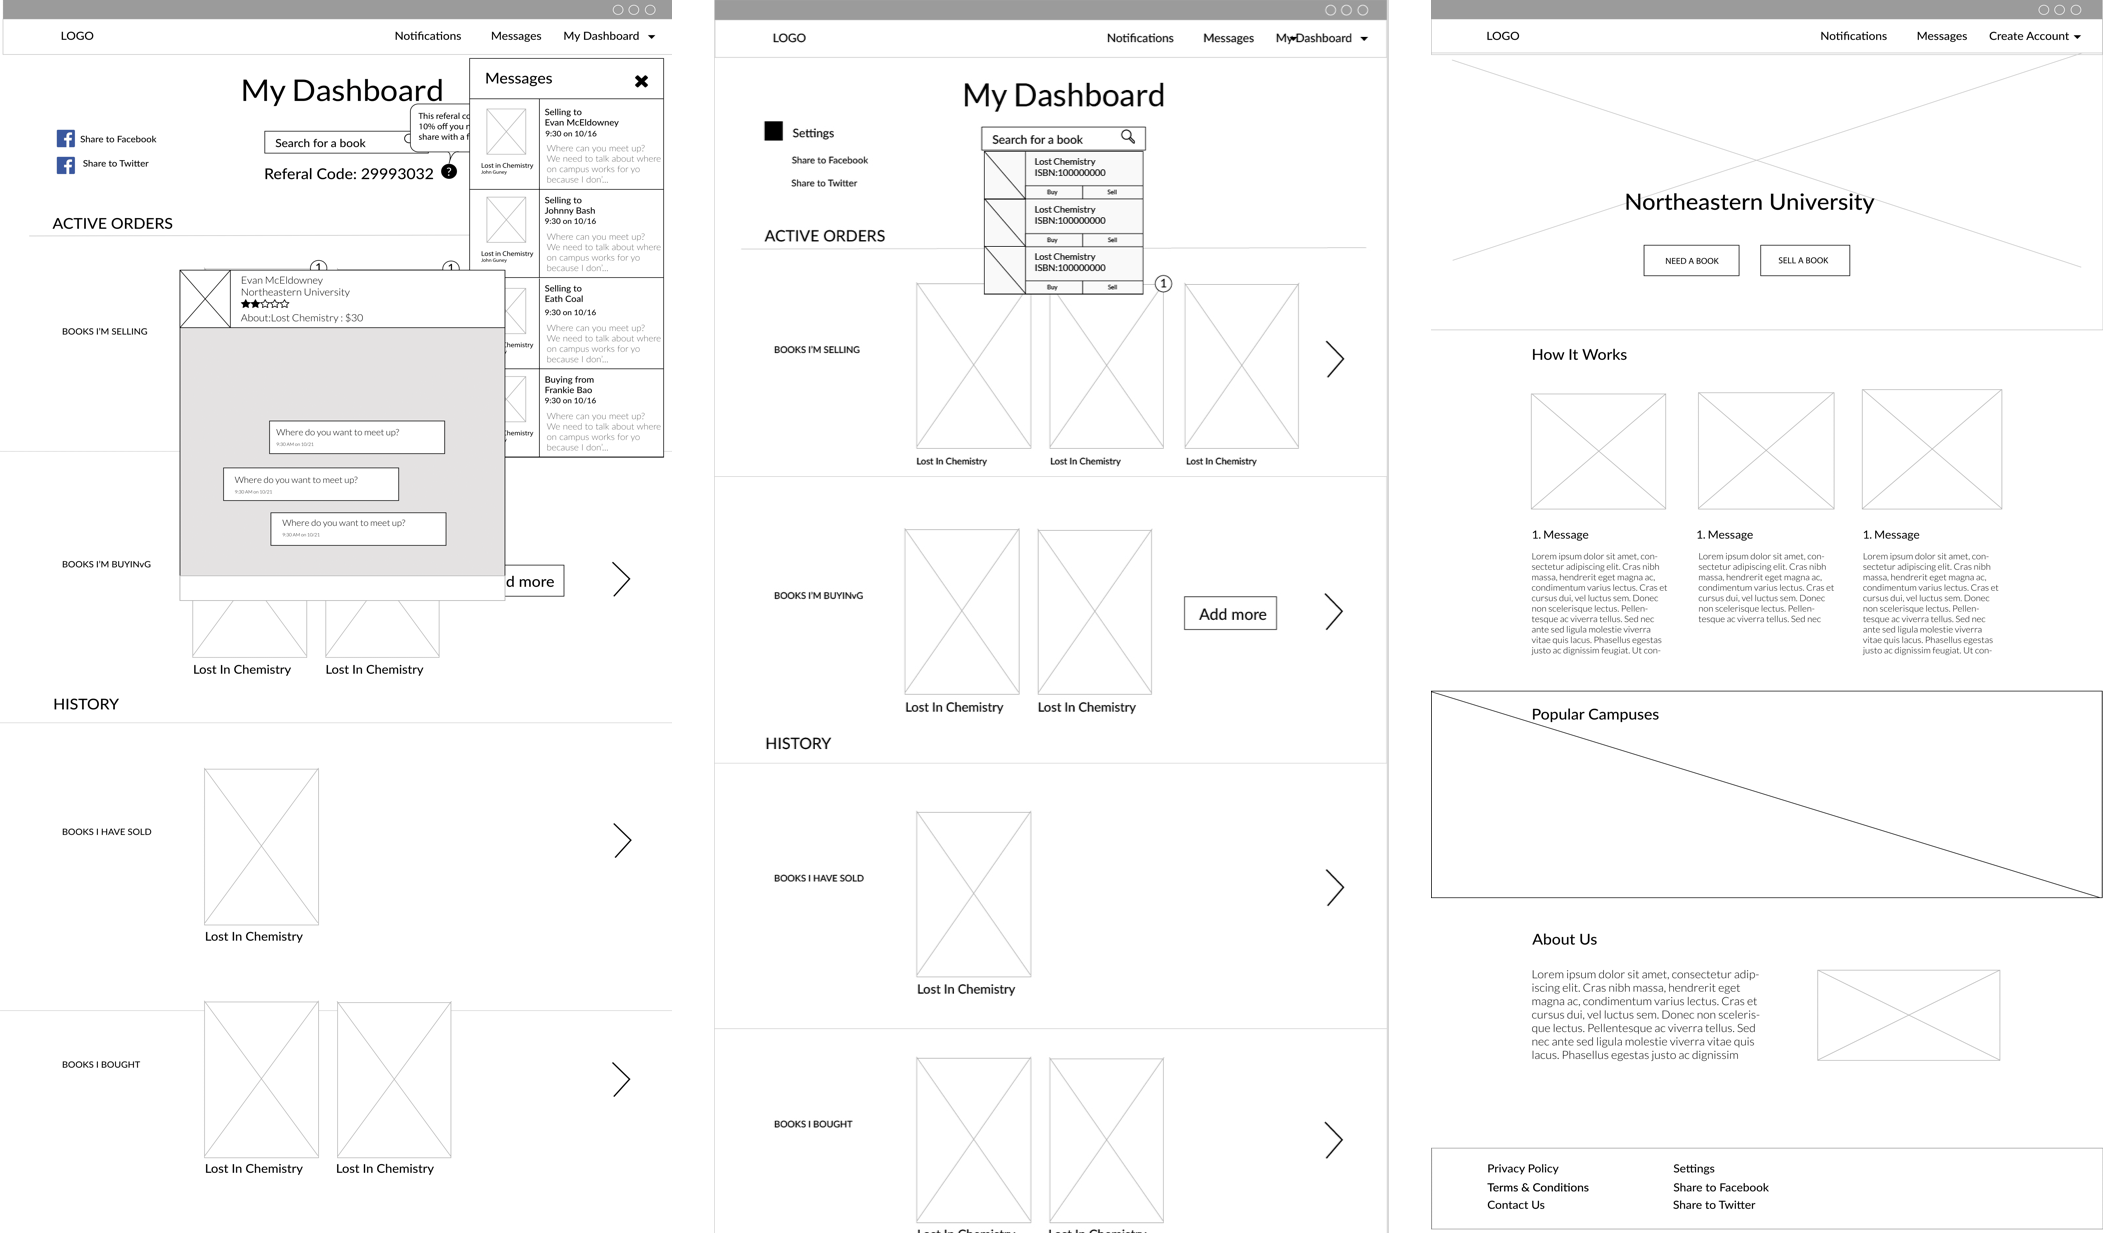 LOGO
Notifications
Messages
My Dashboard
My Dashboard
Share to Facebook
Share to Twitter
Search for a book
Referal Code: 29993032
?
This referal co
10% off you r
share with a f
Messages
Selling to
Evan McEldowney
9:30 on 10/16
Where can you meet up?
We need to talk about where
on campus works for yo
because I don'...
Lost in Chemistry
John Guney
Selling to
Johnny Bash
9:30 on 10/16
Where can you meet up?
We need to talk about where
on campus works for yo
because I don'...
Lost in Chemistry
John Guney
Selling to
Eath Coal
9:30 on 10/16
Where can you meet up?
We need to talk about where
on campus works for yo
because I don'...
hemistry
Buying from
Frankie Bao
9:30 on 10/16
Where can you meet up?
We need to talk about where
on campus works for yo
because I don'...
hemistry
ACTIVE ORDERS
1
1
Evan McEldowney
Northeastern University
About:Lost Chemistry : $30
Where do you want to meet up?
9:30 AM on 10/21
Where do you want to meet up?
9:30 AM on 10/21
Where do you want to meet up?
9:30 AM on 10/21
BOOKS I'M SELLING
BOOKS I'M BUYINvG
d more
Lost In Chemistry
Lost In Chemistry
HISTORY
BOOKS I HAVE SOLD
Lost In Chemistry
BOOKS I BOUGHT
Lost In Chemistry
Lost In Chemistry
LOGO
Notifications
Messages
My Dashboard
My Dashboard
Settings
Share to Facebook
Share to Twitter
Search for a book
Lost Chemistry
ISBN:100000000
Buy
Sell
Lost Chemistry
ISBN:100000000
Buy
Sell
Lost Chemistry
ISBN:100000000
Buy
Sell
ACTIVE ORDERS
1
BOOKS I'M SELLING
Lost In Chemistry
Lost In Chemistry
Lost In Chemistry
BOOKS I'M BUYINvG
Add more
Lost In Chemistry
Lost In Chemistry
HISTORY
BOOKS I HAVE SOLD
Lost In Chemistry
BOOKS I BOUGHT
Lost In Chemistry
Lost In Chemistry
LOGO
Notifications
Messages
Create Account
Northeastern University
NEED A BOOK
SELL A BOOK
How It Works
1. Message
Lorem ipsum dolor sit amet, con-
sectetur adipiscing elit. Cras nibh
massa, hendrerit eget magna ac,
condimentum varius lectus. Cras et
cursus dui, vel luctus sem. Donec
non scelerisque lectus. Pellen-
tesque ac viverra tellus. Sed nec
ante sed ligula molestie viverra
vitae quis lacus. Phasellus egestas
justo ac dignissim feugiat. Ut con-
1. Message
Lorem ipsum dolor sit amet, con-
sectetur adipiscing elit. Cras nibh
massa, hendrerit eget magna ac,
condimentum varius lectus. Cras et
cursus dui, vel luctus sem. Donec
non scelerisque lectus. Pellen-
tesque ac viverra tellus. Sed nec
1. Message
Lorem ipsum dolor sit amet, con-
sectetur adipiscing elit. Cras nibh
massa, hendrerit eget magna ac,
condimentum varius lectus. Cras et
cursus dui, vel luctus sem. Donec
non scelerisque lectus. Pellen-
tesque ac viverra tellus. Sed nec
ante sed ligula molestie viverra
vitae quis lacus. Phasellus egestas
justo ac dignissim feugiat. Ut con-
Popular Campuses
About Us
Lorem ipsum dolor sit amet, consectetur adip-
iscing elit. Cras nibh massa, hendrerit eget
magna ac, condimentum varius lectus. Cras et
cursus dui, vel luctus sem. Donec non sceleris-
que lectus. Pellentesque ac viverra tellus. Sed
nec ante sed ligula molestie viverra vitae quis
lacus. Phasellus egestas justo ac dignissim
Privacy Policy
Terms & Conditions
Contact Us
Settings
Share to Facebook
Share to Twitter